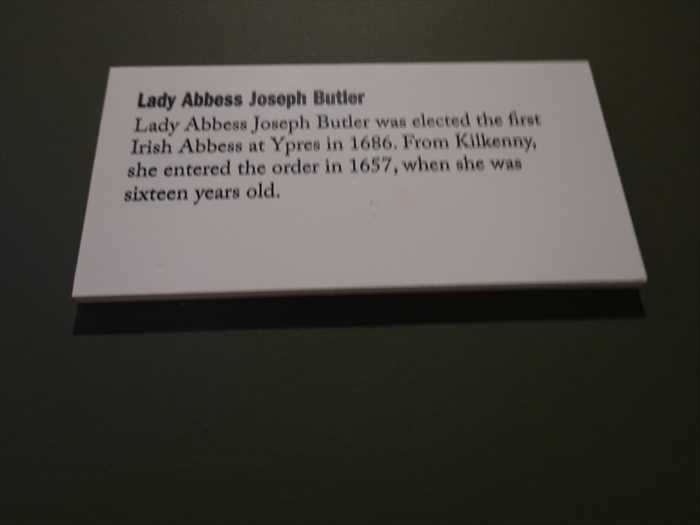 Lady Abbess Joseph Butler
Lady Abbess Joseph Butler was elected the first
Irish Abbess at Ypres in 1686. From Kilkenny,
she entered the order in 1657, when she was
sixteen years old.